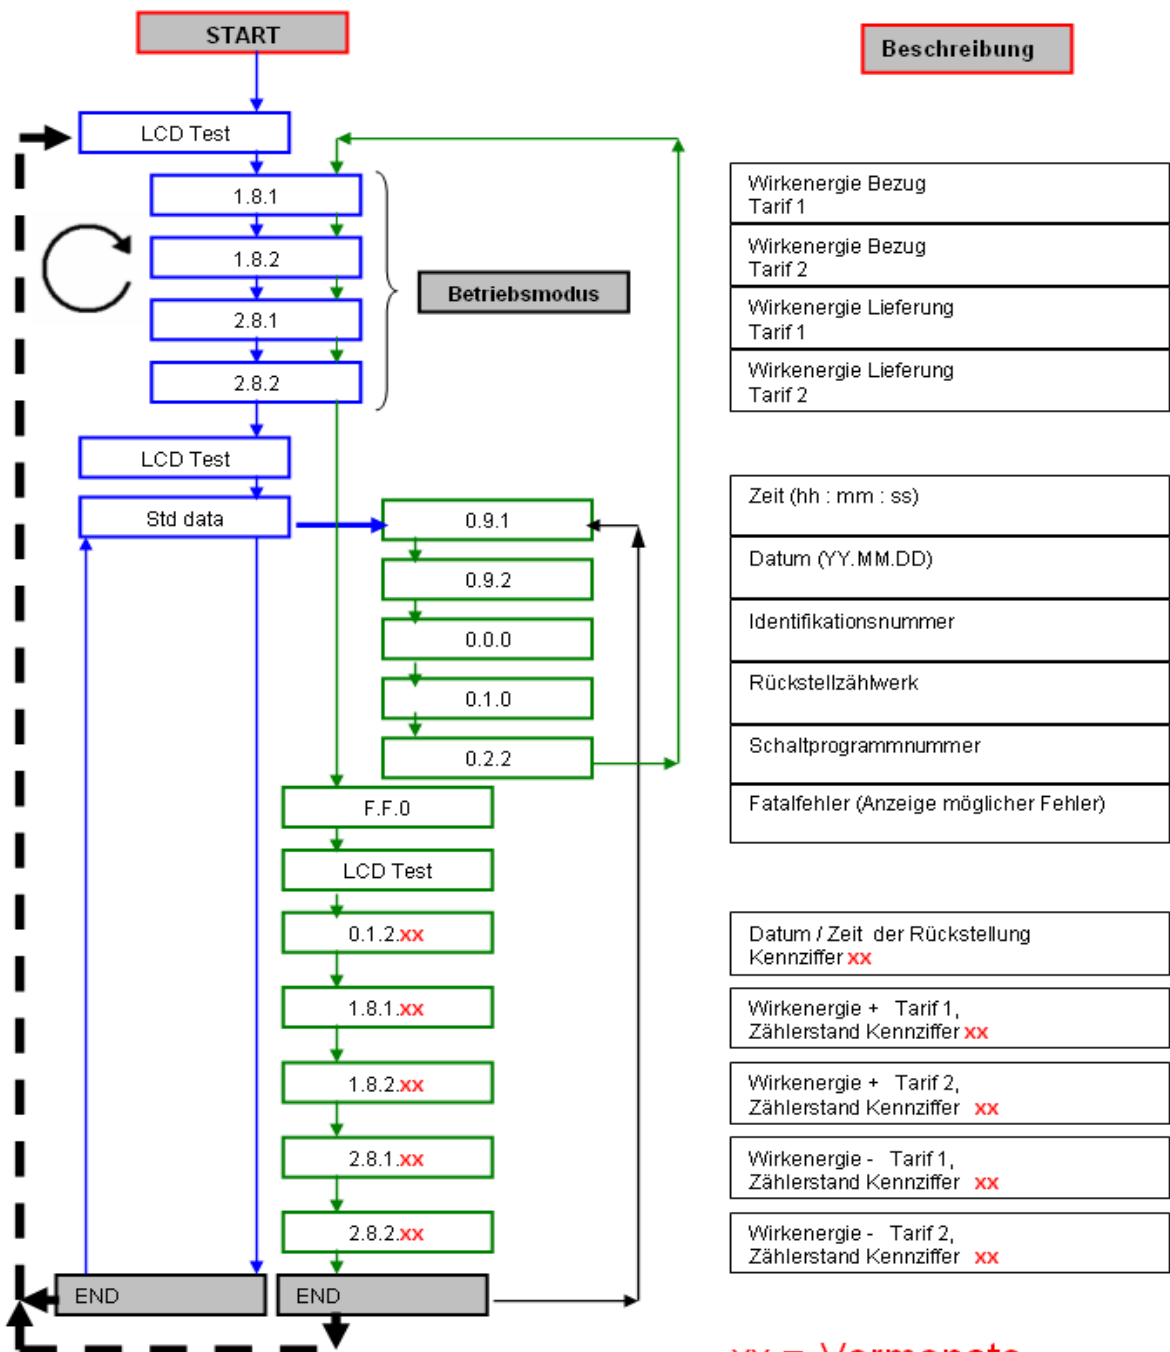 START
Beschreibung
LCD Test
1.8.1
Wirkenergie Bezug
Tarif 1
1.8.2
Wirkenergie Bezug
Tarif 2
Betriebsmodus
2.8.1
Wirkenergie Lieferung
Tarif 1
2.8.2
Wirkenergie Lieferung
Tarif 2
LCD Test
Std data
0.9.1
Zeit (hh : mm : ss)
0.9.2
Datum (YY.MM.DD)
0.0.0
Identifikationsnummer
0.1.0
Rückstellzählwerk
0.2.2
Schaltprogrammnummer
F.F.0
Fatalfehler (Anzeige möglicher Fehler)
LCD Test
0.1.2.xx
Datum / Zeit der Rückstellung
Kennziffer xx
1.8.1.xx
Wirkenergie + Tarif 1,
Zählerstand Kennziffer xx
1.8.2.xx
Wirkenergie + Tarif 2,
Zählerstand Kennziffer xx
2.8.1.xx
Wirkenergie - Tarif 1,
Zählerstand Kennziffer xx
2.8.2.xx
Wirkenergie - Tarif 2,
Zählerstand Kennziffer xx
END
END
xx = Vormonate